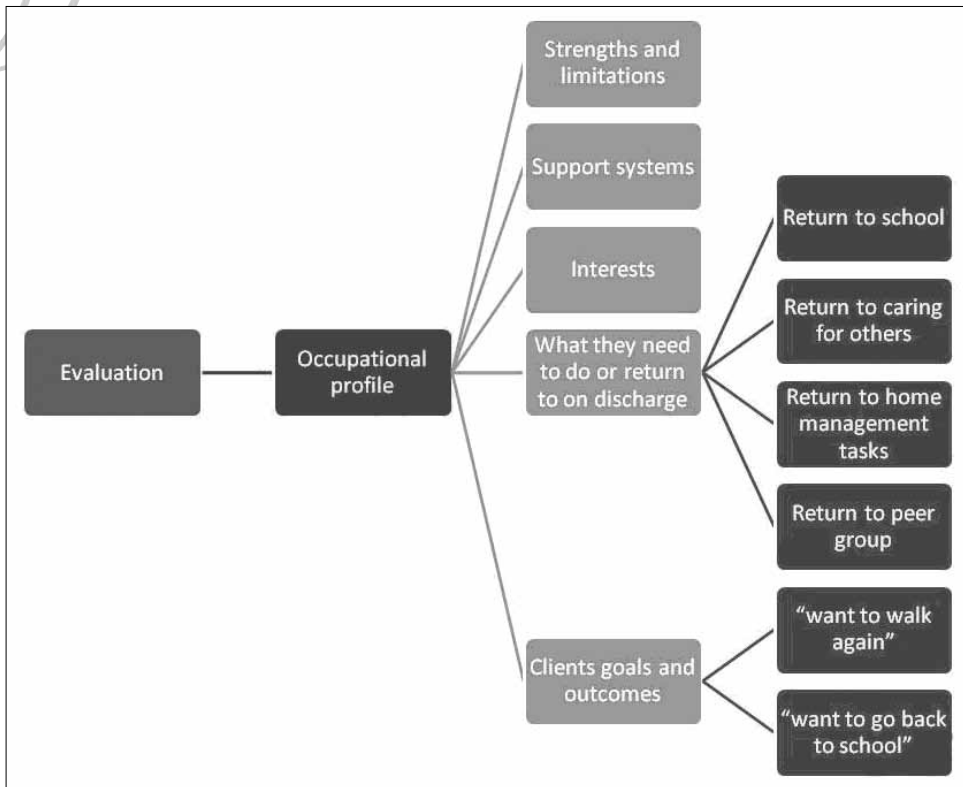 Evaluation
Occupational
profile
Strengths and
limitations
Support systems
Interests
What they need
to do or return
to on discharge
Return to school
Return to caring
for others
Return to home
management
tasks
Return to peer
group
Clients goals and
outcomes
“want to walk
again”
“want to go back
to school”